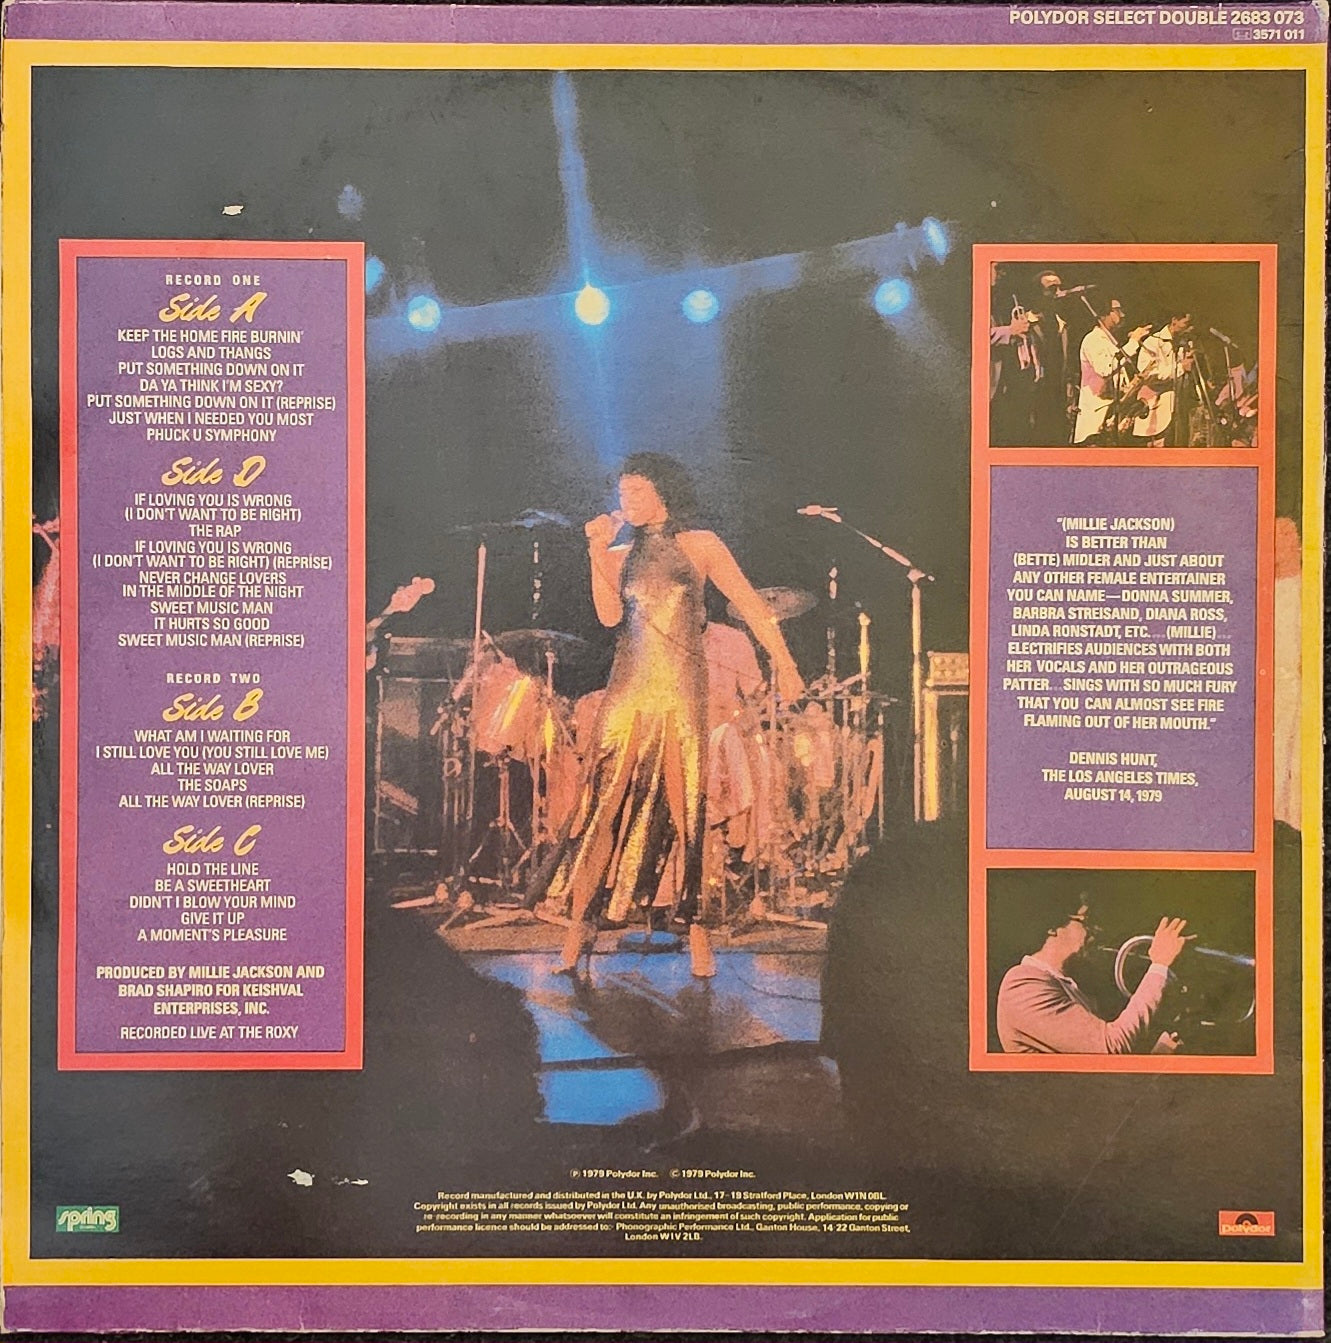 POLYDOR SELECT DOUBLE 2683 073
3571 011
RECORD ONE
Side A
KEEP THE HOME FIRE BURNIN'
LOGS AND THANGS
PUT SOMETHING DOWN ON IT
DA YA THINK I'M SEXY?
PUT SOMETHING DOWN ON IT (REPRISE)
JUST WHEN I NEEDED YOU MOST
PHUCK U SYMPHONY
Side D
IF LOVING YOU IS WRONG
(I DON'T WANT TO BE RIGHT)
THE RAP
IF LOVING YOU IS WRONG
(I DON'T WANT TO BE RIGHT) (REPRISE)
NEVER CHANGE LOVERS
IN THE MIDDLE OF THE NIGHT
SWEET MUSIC MAN
IT HURTS SO GOOD
SWEET MUSIC MAN (REPRISE)
RECORD TWO
Side B
WHAT AM I WAITING FOR
I STILL LOVE YOU (YOU STILL LOVE ME)
ALL THE WAY LOVER
THE SOAPS
ALL THE WAY LOVER (REPRISE)
Side C
HOLD THE LINE
BE A SWEETHEART
DIDN'T I BLOW YOUR MIND
GIVE IT UP
A MOMENT'S PLEASURE
PRODUCED BY MILLIE JACKSON AND
BRAD SHAPIRO FOR KEISHVAL
ENTERPRISES, INC.
RECORDED LIVE AT THE ROXY
"(MILLIE JACKSON)
IS BETTER THAN
(BETTE) MIDLER AND JUST ABOUT
ANY OTHER FEMALE ENTERTAINER
YOU CAN NAME—DONNA SUMMER,
BARBRA STREISAND, DIANA ROSS,
LINDA RONSTADT, ETC.... (MILLIE)...
ELECTRIFIES AUDIENCES WITH BOTH
HER VOCALS AND HER OUTRAGEOUS
PATTER... SINGS WITH SO MUCH FURY
THAT YOU CAN ALMOST SEE FIRE
FLAMING OUT OF HER MOUTH."
DENNIS HUNT,
THE LOS ANGELES TIMES,
AUGUST 14, 1979
℗ 1979 Polydor Inc. © 1979 Polydor Inc.
Record manufactured and distributed in the U.K. by Polydor Ltd., 17-19 Stratford Place, London W1N 0BL.
Copyright exists in all records issued by Polydor Ltd. Any unauthorised broadcasting, public performance, copying or
re-recording in any manner whatsoever will constitute an infringement of such copyright. Application for public
performance licence should be addressed to:- Phonographic Performance Ltd., Ganton House, 14-22 Ganton Street,
London W1V 2LB.
spring
polydor